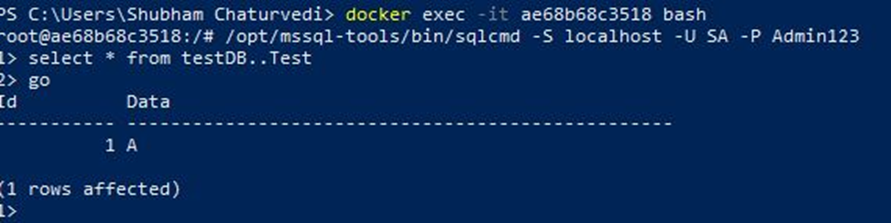 PS C:\Users\Shubham Chaturvedi> docker exec -it ae68b68c3518 bash
root@ae68b68c3518:/# /opt/mssql-tools/bin/sqlcmd -S localhost -U SA -P Admin123
1> select * from testDB..Test
2> go
Id          Data
----------- --------------------------------------------------
          1 A

(1 rows affected)
1>